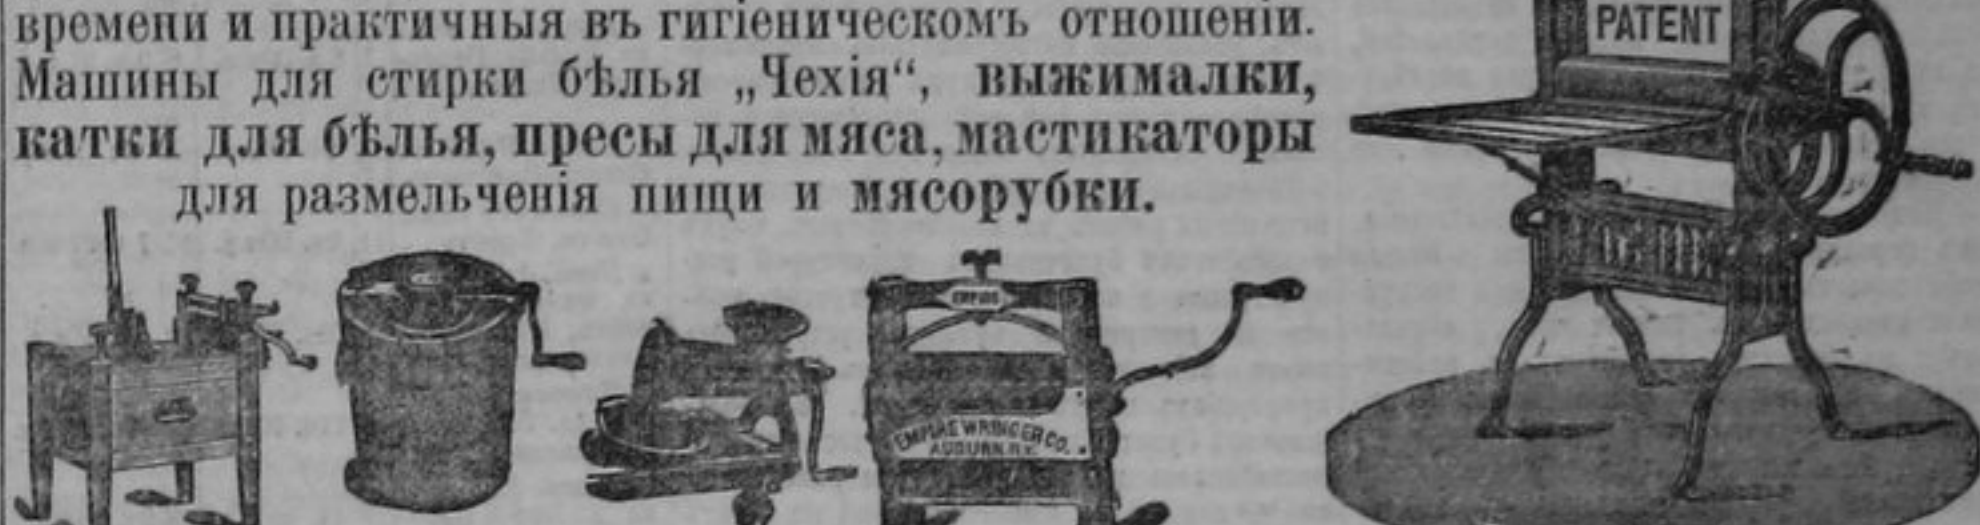 времени и практичныя въ гигіеническомъ отношеніи.
Машины для стирки бѣлья „Чехія“, выжималки,
катки для бѣлья, пресы для мяса, мастикаторы
для размельченія пищи и мясорубки.
PATENT
EMPIRE
EMPIRE WRINGER CO.
AUBURN. N.Y.